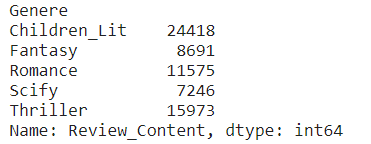 Genere
Children_Lit    24418
Fantasy          8691
Romance         11575
Scify            7246
Thriller        15973
Name: Review_Content, dtype: int64